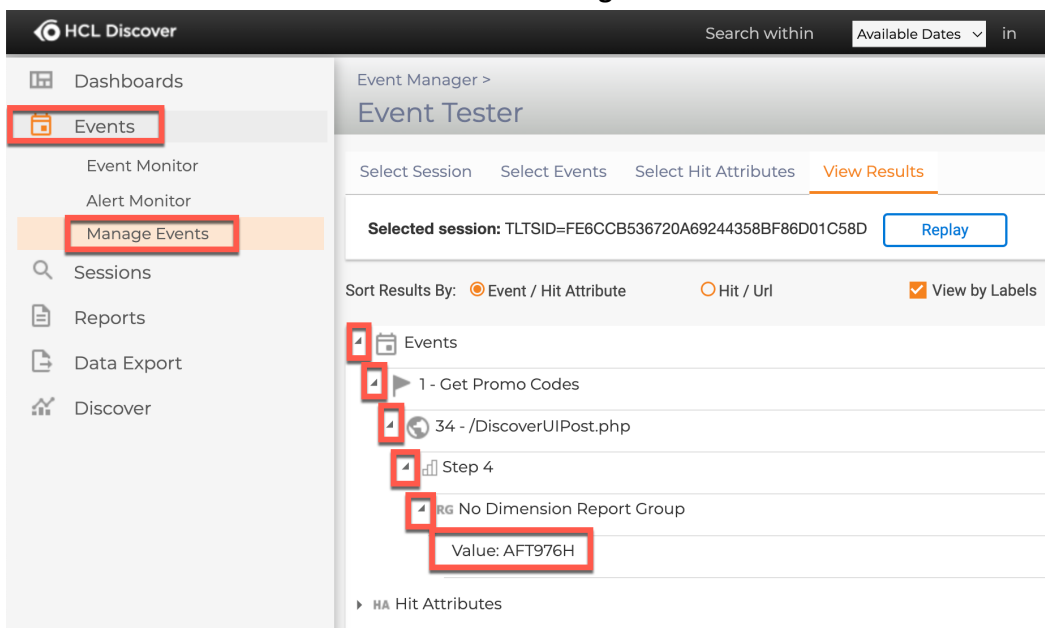 HCL Discover
Search within Available Dates in
Dashboards
Events
Event Monitor
Alert Monitor
Manage Events
Sessions
Reports
Data Export
Discover
Event Manager >
Event Tester
Select Session Select Events Select Hit Attributes View Results
Selected session: TLTSID=FE6CCB536720A69244358BF86D01C58D Replay
Sort Results By: Event / Hit Attribute Hit / Url View by Labels
Events
1 - Get Promo Codes
34 - /DiscoverUIPost.php
Step 4
RG No Dimension Report Group
Value: AFT976H
HA Hit Attributes